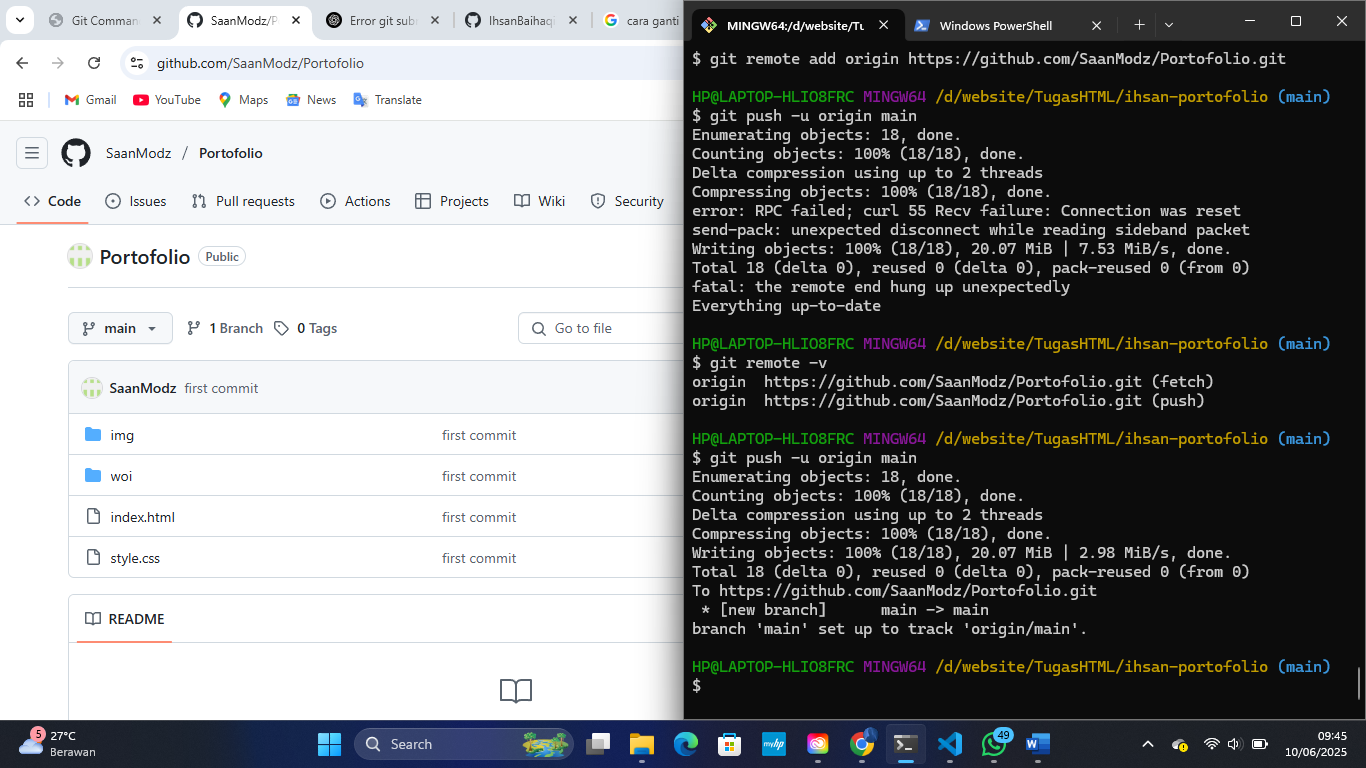 Git Comman
SaanModz/P
Error git sub
IhsanBaihaqi
cara ganti
github.com/SaanModz/Portofolio
Gmail
YouTube
Maps
News
Translate
SaanModz / Portofolio
Code
Issues
Pull requests
Actions
Projects
Wiki
Security
Portofolio
Public
main
1 Branch
0 Tags
Go to file
SaanModz first commit
img first commit
woi first commit
index.html first commit
style.css first commit
README
MINGW64:/d/website/Tu
Windows PowerShell
$ git remote add origin https://github.com/SaanModz/Portofolio.git
HP@LAPTOP-HLIO8FRC MINGW64 /d/website/TugasHTML/ihsan-portofolio (main)
$ git push -u origin main
Enumerating objects: 18, done.
Counting objects: 100% (18/18), done.
Delta compression using up to 2 threads
Compressing objects: 100% (18/18), done.
error: RPC failed; curl 55 Recv failure: Connection was reset
send-pack: unexpected disconnect while reading sideband packet
Writing objects: 100% (18/18), 20.07 MiB | 7.53 MiB/s, done.
Total 18 (delta 0), reused 0 (delta 0), pack-reused 0 (from 0)
fatal: the remote end hung up unexpectedly
Everything up-to-date
HP@LAPTOP-HLIO8FRC MINGW64 /d/website/TugasHTML/ihsan-portofolio (main)
$ git remote -v
origin  https://github.com/SaanModz/Portofolio.git (fetch)
origin  https://github.com/SaanModz/Portofolio.git (push)
HP@LAPTOP-HLIO8FRC MINGW64 /d/website/TugasHTML/ihsan-portofolio (main)
$ git push -u origin main
Enumerating objects: 18, done.
Counting objects: 100% (18/18), done.
Delta compression using up to 2 threads
Compressing objects: 100% (18/18), done.
Writing objects: 100% (18/18), 20.07 MiB | 2.98 MiB/s, done.
Total 18 (delta 0), reused 0 (delta 0), pack-reused 0 (from 0)
To https://github.com/SaanModz/Portofolio.git
 * [new branch]      main -> main
branch 'main' set up to track 'origin/main'.
HP@LAPTOP-HLIO8FRC MINGW64 /d/website/TugasHTML/ihsan-portofolio (main)
$
5
27°C
Berawan
Search
myhp
49
09:45
10/06/2025